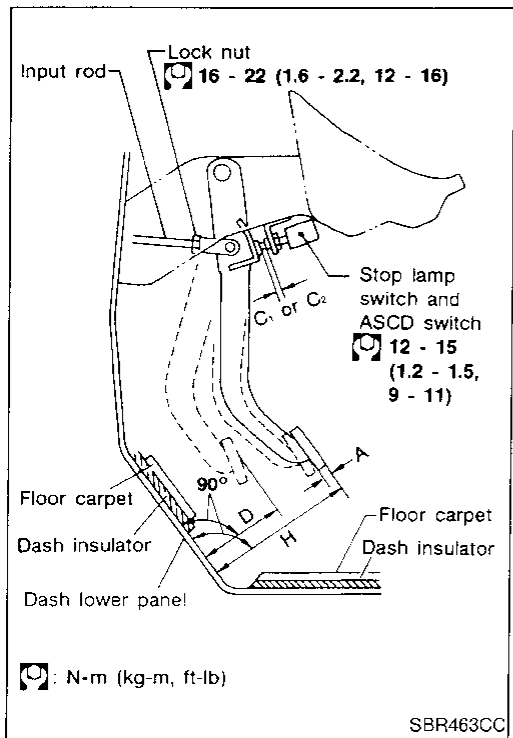 Lock nut
Input rod
16 - 22 (1.6 - 2.2, 12 - 16)
C1 or C2
Stop lamp
switch and
ASCD switch
12 - 15
(1.2 - 1.5,
9 - 11)
A
90°
D
H
Floor carpet
Dash insulator
Dash lower panel
Floor carpet
Dash insulator
: N-m (kg-m, ft-lb)
SBR463CC